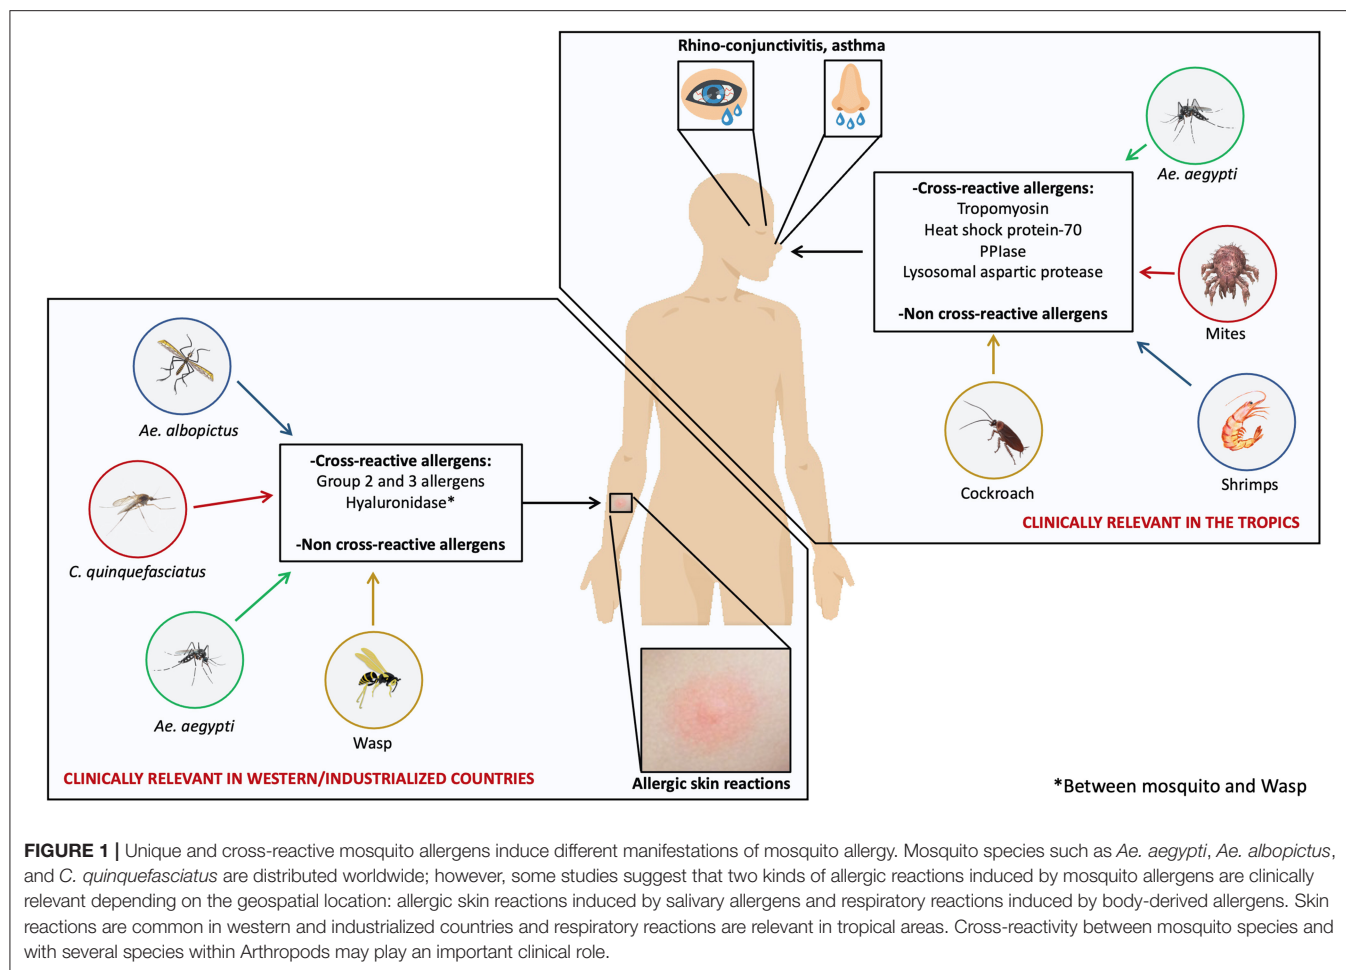 Rhino-conjunctivitis, asthma
Ae. aegypti
-Cross-reactive allergens:
Tropomyosin
Heat shock protein-70
PPIase
Lysosomal aspartic protease
-Non cross-reactive allergens
Mites
Cockroach
Shrimps
CLINICALLY RELEVANT IN THE TROPICS
Ae. albopictus
-Cross-reactive allergens:
Group 2 and 3 allergens
Hyaluronidase*
-Non cross-reactive allergens
C. quinquefasciatus
Ae. aegypti
Wasp
CLINICALLY RELEVANT IN WESTERN/INDUSTRIALIZED COUNTRIES
Allergic skin reactions
*Between mosquito and Wasp
FIGURE 1 | Unique and cross-reactive mosquito allergens induce different manifestations of mosquito allergy. Mosquito species such as Ae. aegypti, Ae. albopictus,
and C. quinquefasciatus are distributed worldwide; however, some studies suggest that two kinds of allergic reactions induced by mosquito allergens are clinically
relevant depending on the geospatial location: allergic skin reactions induced by salivary allergens and respiratory reactions induced by body-derived allergens. Skin
reactions are common in western and industrialized countries and respiratory reactions are relevant in tropical areas. Cross-reactivity between mosquito species and
with several species within Arthropods may play an important clinical role.